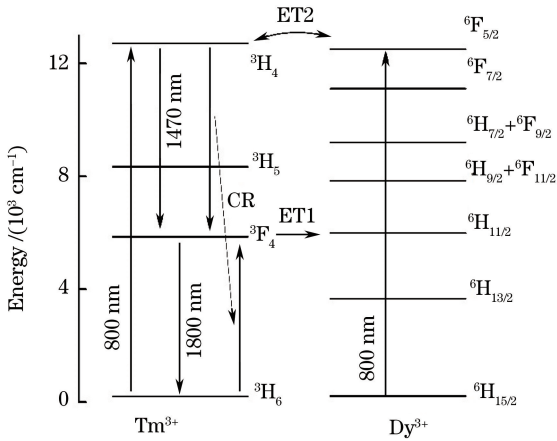 ET2
⁶F₅/₂
12
³H₄
⁶F₇/₂
1470 nm
⁶H₇/₂+⁶F₉/₂
8
³H₅
⁶H₉/₂+⁶F₁₁/₂
CR
Energy /(10³ cm⁻¹)
³F₄
ET1
⁶H₁₁/₂
4
800 nm
1800 nm
⁶H₁₃/₂
800 nm
0
³H₆
⁶H₁₅/₂
Tm³⁺
Dy³⁺